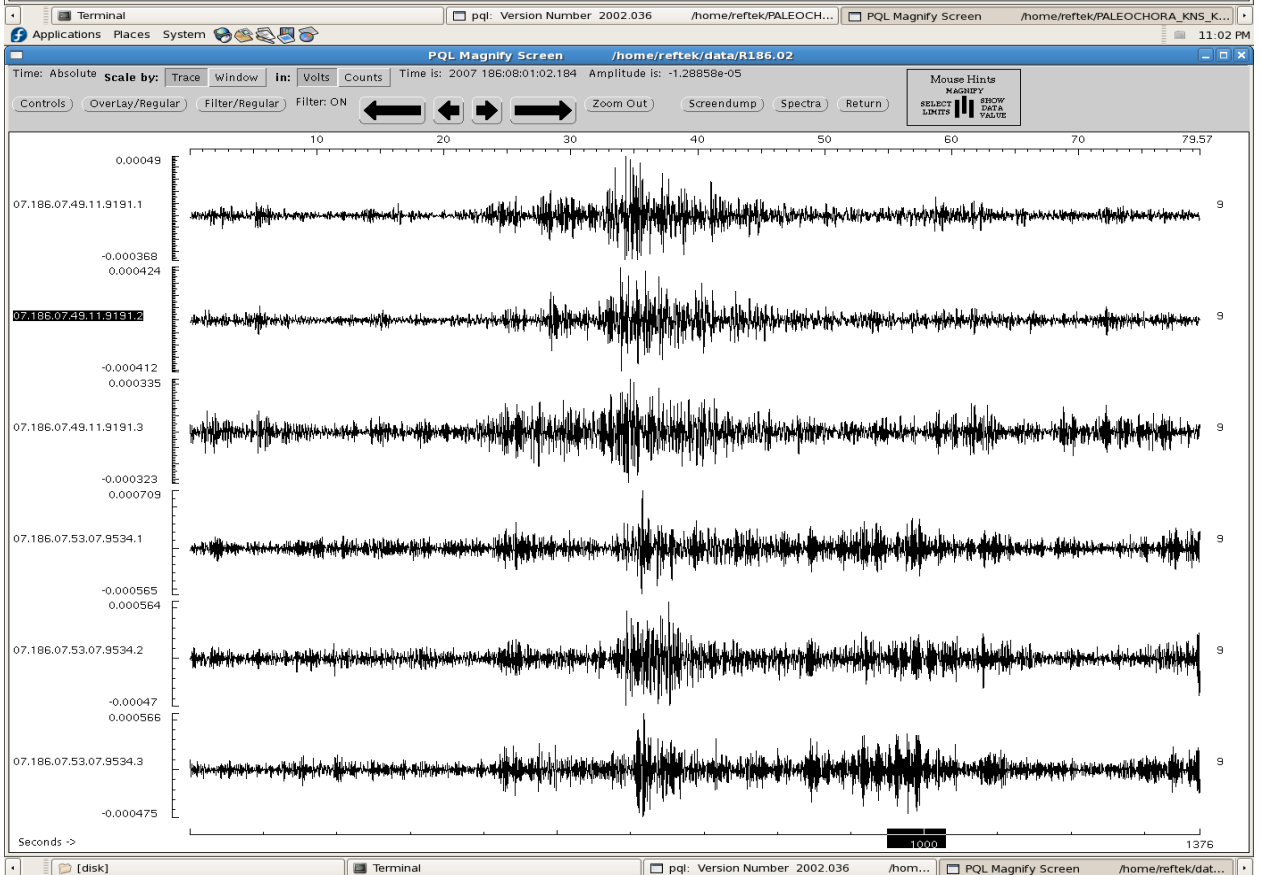 Terminal pql: Version Number 2002.036 /home/reftek/PALEOCH... PQL Magnify Screen /home/reftek/PALEOCHORA_KNS_K...
Applications Places System 11:02 PM
PQL Magnify Screen /home/reftek/data/R186.02
Time: Absolute Scale by: Trace Window in: Volts Counts Time is: 2007 186:08:01:02.184 Amplitude is: -1.28858e-05
Controls OverLay/Regular Filter/Regular Filter: ON Zoom Out Screendump Spectra Return
Mouse Hints
MAGNIFY
SELECT LIMITS SHOW DATA VALUE
10 20 30 40 50 60 70 79.57
0.00049
07.186.07.49.11.9191.1 9
-0.000368
0.000424
07.186.07.49.11.9191.2 9
-0.000412
0.000335
07.186.07.49.11.9191.3 9
-0.000323
0.000709
07.186.07.53.07.9534.1 9
-0.000565
0.000564
07.186.07.53.07.9534.2 9
-0.00047
0.000566
07.186.07.53.07.9534.3 9
-0.000475
Seconds -> 1000 1376
[disk] Terminal pql: Version Number 2002.036 /hom... PQL Magnify Screen /home/reftek/dat...